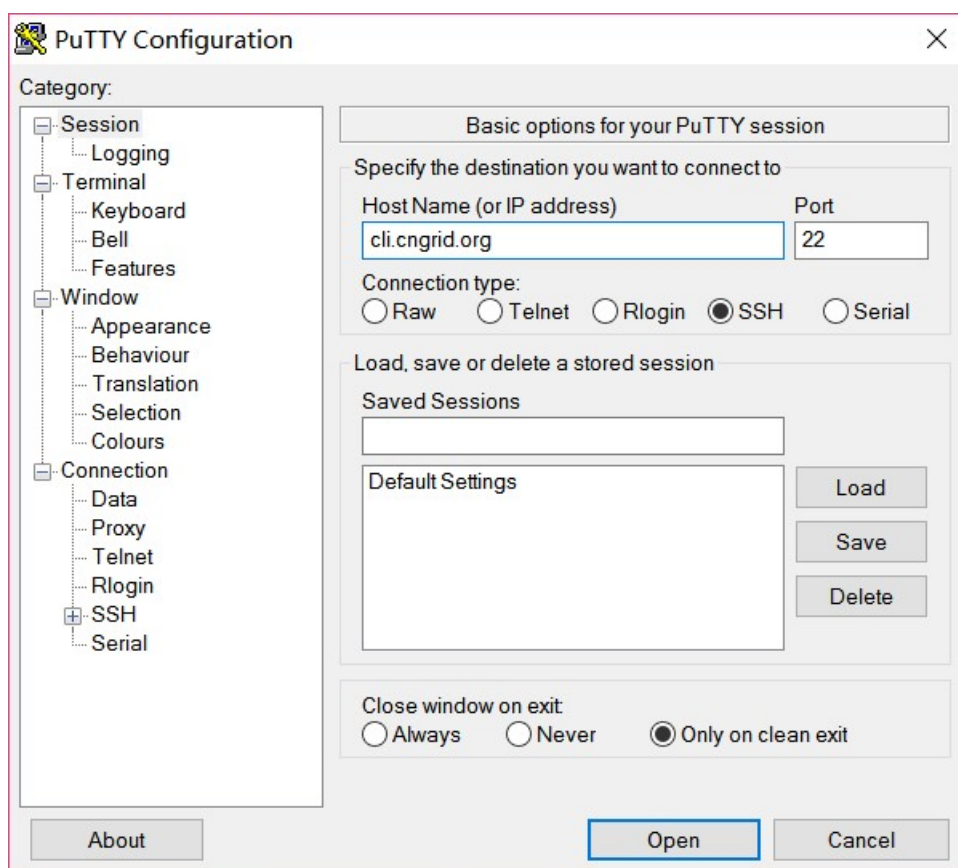 PuTTY Configuration
Category:
Session
Logging
Terminal
Keyboard
Bell
Features
Window
Appearance
Behaviour
Translation
Selection
Colours
Connection
Data
Proxy
Telnet
Rlogin
SSH
Serial
Basic options for your PuTTY session
Specify the destination you want to connect to
Host Name (or IP address) Port
cli.cngrid.org 22
Connection type:
Raw Telnet Rlogin SSH Serial
Load, save or delete a stored session
Saved Sessions
Default Settings
Load
Save
Delete
Close window on exit:
Always Never Only on clean exit
About Open Cancel